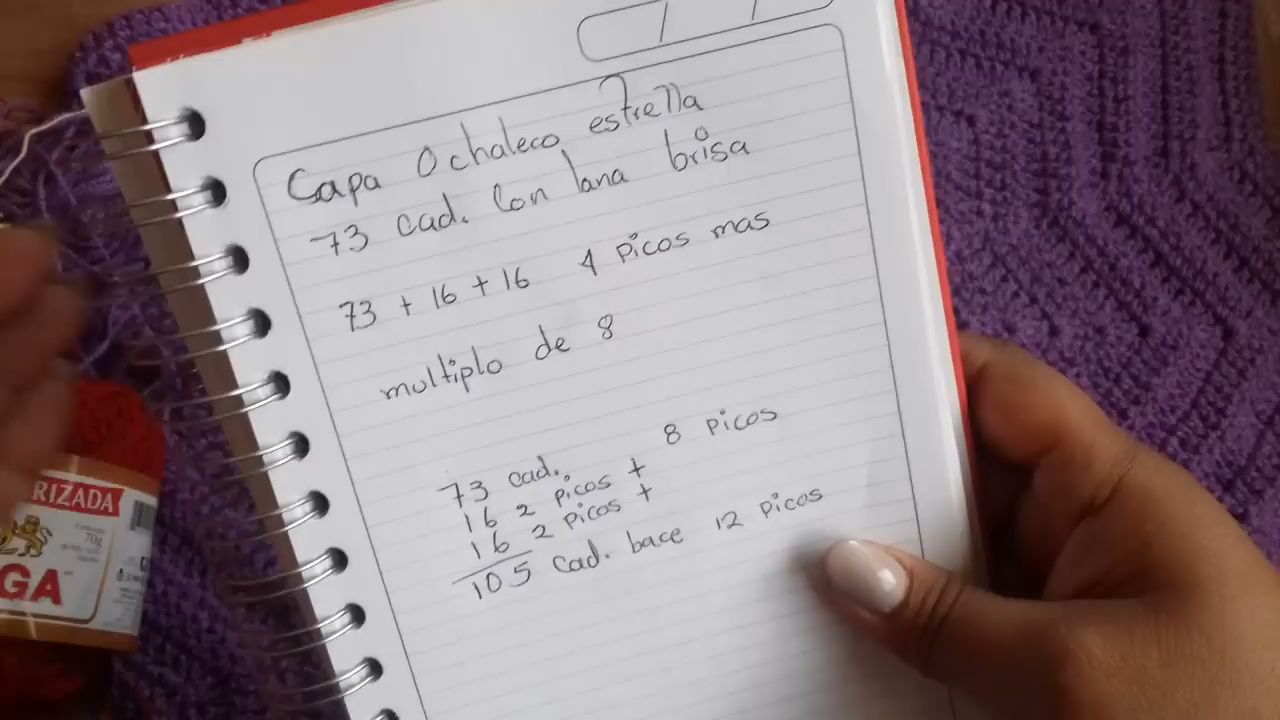 Capa O chaleco estrella
73 cad. Con lana brisa
73 + 16 + 16 4 picos mas
multiplo de 8
73 cad. 8 picos
16 2 picos +
16 2 picos +
105 cad. bace 12 picos
RIZADA
70g
GA